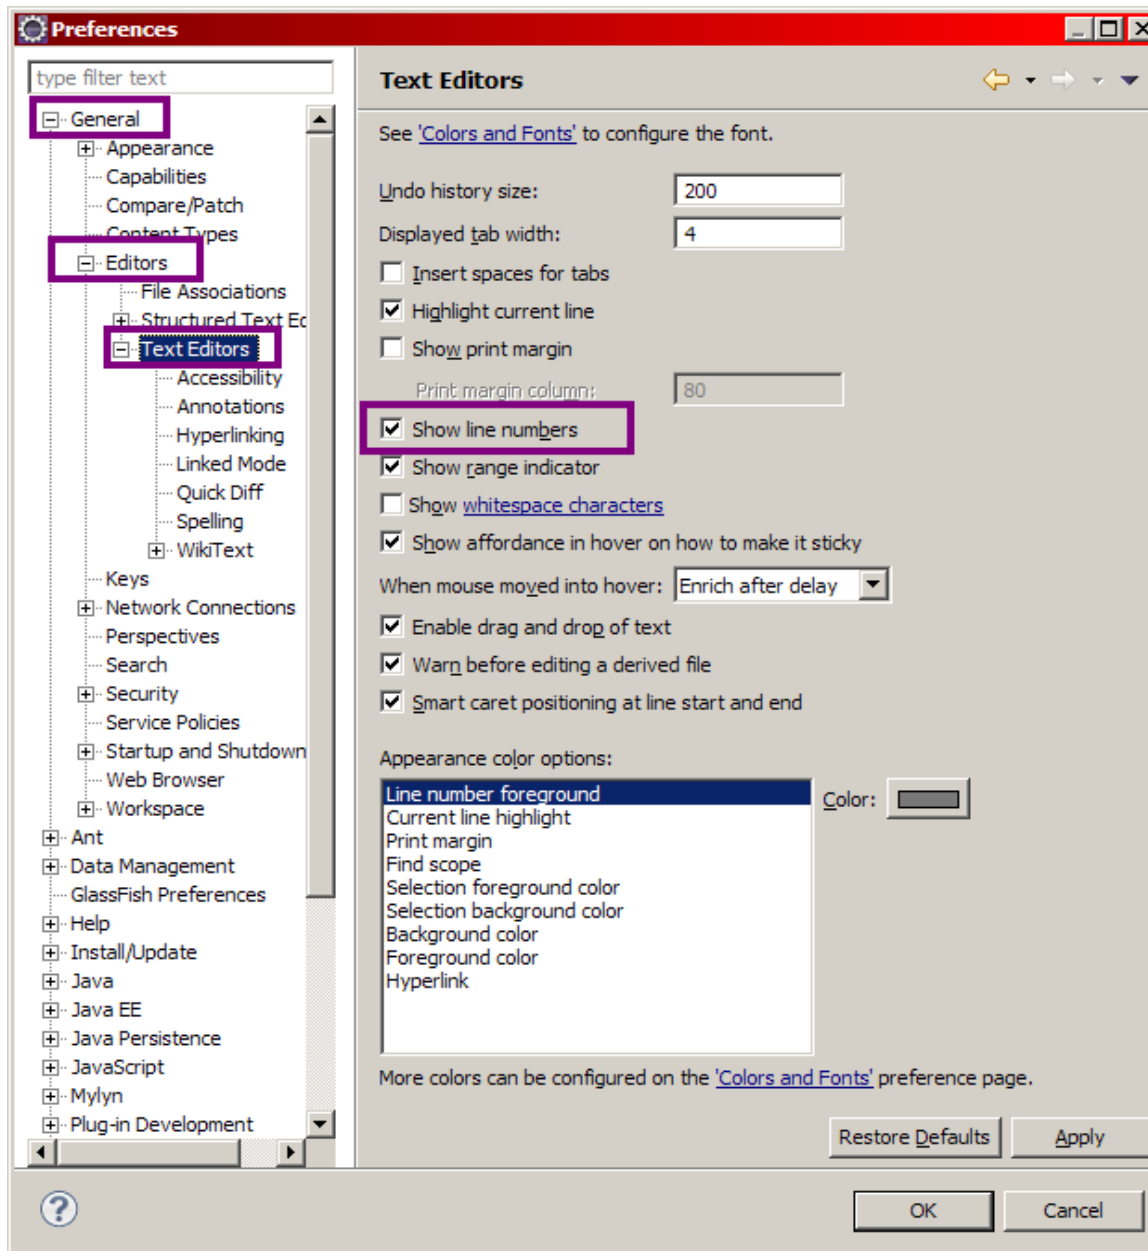 Preferences
type filter text
General
Appearance
Capabilities
Compare/Patch
Content Types
Editors
File Associations
Structured Text Ed
Text Editors
Accessibility
Annotations
Hyperlinking
Linked Mode
Quick Diff
Spelling
WikiText
Keys
Network Connections
Perspectives
Search
Security
Service Policies
Startup and Shutdown
Web Browser
Workspace
Ant
Data Management
GlassFish Preferences
Help
Install/Update
Java
Java EE
Java Persistence
JavaScript
Mylyn
Plug-in Development
Text Editors
See 'Colors and Fonts' to configure the font.
Undo history size: 200
Displayed tab width: 4
Insert spaces for tabs
Highlight current line
Show print margin
Print margin column: 80
Show line numbers
Show range indicator
Show whitespace characters
Show affordance in hover on how to make it sticky
When mouse moved into hover: Enrich after delay
Enable drag and drop of text
Warn before editing a derived file
Smart caret positioning at line start and end
Appearance color options:
Line number foreground
Current line highlight
Print margin
Find scope
Selection foreground color
Selection background color
Background color
Foreground color
Hyperlink
Color:
More colors can be configured on the 'Colors and Fonts' preference page.
Restore Defaults Apply
? OK Cancel